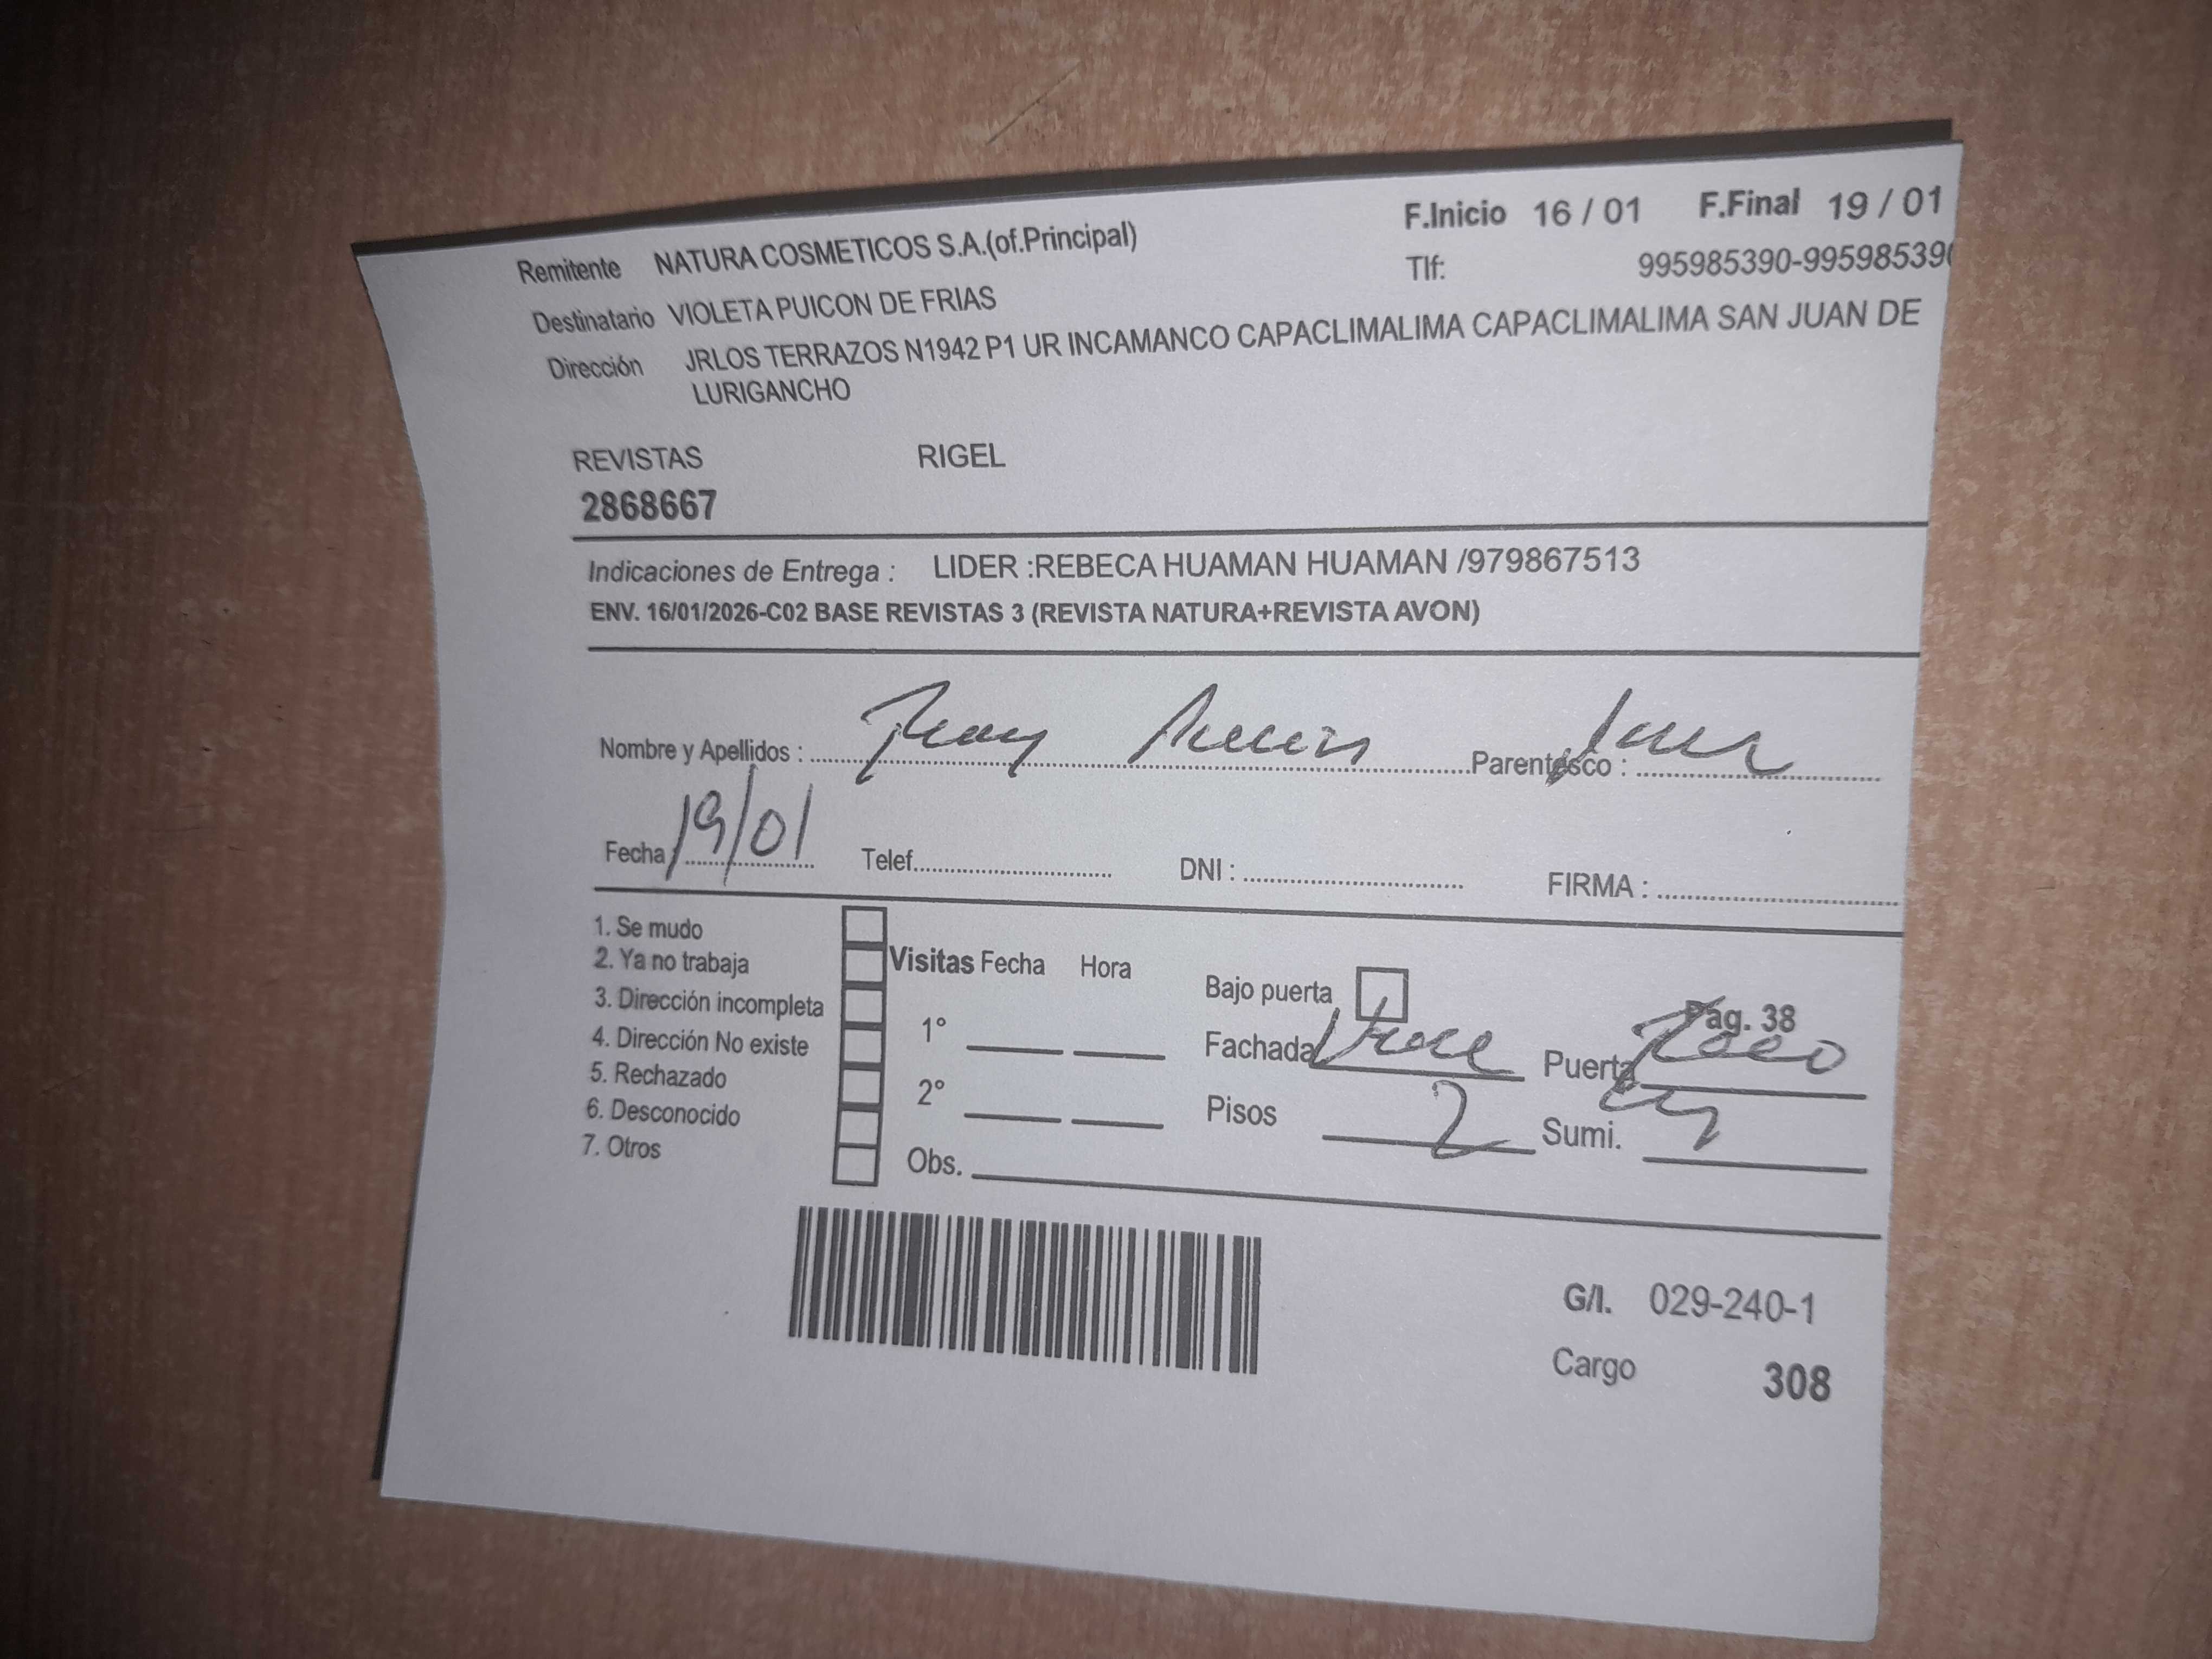 Remitente NATURA COSMETICOS S.A.(of.Principal) F.Inicio 16 / 01 F.Final 19 / 01
Tlf: 995985390-995985390
Destinatario VIOLETA PUICON DE FRIAS
Dirección JRLOS TERRAZOS N1942 P1 UR INCAMANCO CAPACLIMALIMA CAPACLIMALIMA SAN JUAN DE
LURIGANCHO
REVISTAS RIGEL
2868667
Indicaciones de Entrega : LIDER :REBECA HUAMAN HUAMAN /979867513
ENV. 16/01/2026-C02 BASE REVISTAS 3 (REVISTA NATURA+REVISTA AVON)
Nombre y Apellidos : Parentesco :
Fecha : 19/01 Telef. DNI : FIRMA :
1. Se mudo
2. Ya no trabaja
3. Dirección incompleta
4. Dirección No existe
5. Rechazado
6. Desconocido
7. Otros
Visitas Fecha Hora
1°
2°
Obs.
Bajo puerta
Pág. 38
Fachada Puerta
Pisos 2 Sumi.
G/I. 029-240-1
Cargo 308